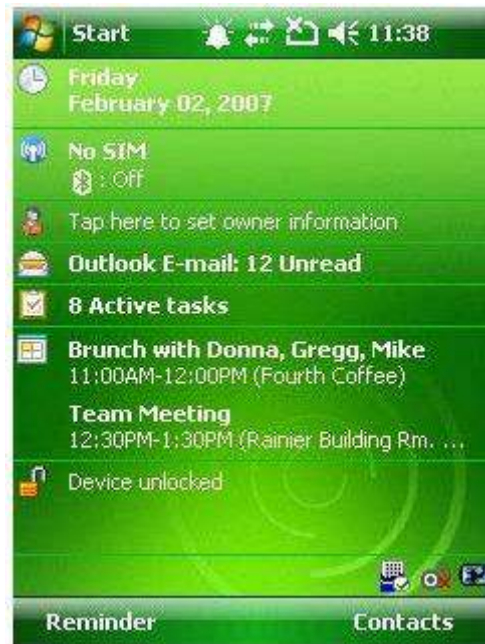 Start 11:38
Friday
February 02, 2007
No SIM
: Off
Tap here to set owner information
Outlook E-mail: 12 Unread
8 Active tasks
Brunch with Donna, Gregg, Mike
11:00AM-12:00PM (Fourth Coffee)
Team Meeting
12:30PM-1:30PM (Rainier Building Rm. ...
Device unlocked
Reminder Contacts